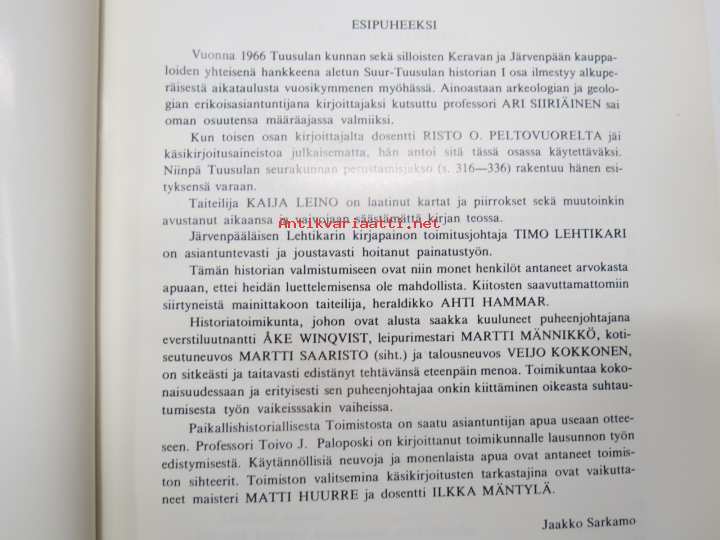 ESIPUHEEKSI
Vuonna 1966 Tuusulan kunnan sekä silloisten Keravan ja Järvenpään kauppa-
loiden yhteisenä hankkeena aletun Suur-Tuusulan historian I osa ilmestyy alkupe-
räisestä aikataulusta vuosikymmenen myöhässä. Ainoastaan arkeologian ja geolo-
gian erikoisasiantuntijana kirjoittajaksi kutsuttu professori ARI SIIRIÄINEN sai
oman osuutensa määräajassa valmiiksi.
Kun toisen osan kirjoittajalta dosentti RISTO O. PELTOVUORELTA jäi
käsikirjoitusaineistoa julkaisematta, hän antoi sitä tässä osassa käytettäväksi.
Niinpä Tuusulan seurakunnan perustamisjakso (s. 316—336) rakentuu hänen esi-
tyksensä varaan.
Taiteilija KAIJA LEINO on laatinut kartat ja piirrokset sekä muutoinkin
avustanut aikaansa ja vaivojaan säästämättä kirjan teossa.
Antikvariaatti.net
Järvenpääläisen Lehtikarin kirjapainon toimitusjohtaja TIMO LEHTIKARI
on asiantuntevasti ja joustavasti hoitanut painatustyön.
Tämän historian valmistumiseen ovat niin monet henkilöt antaneet arvokasta
apuaan, ettei heidän luettelemisensa ole mahdollista. Kiitosten saavuttamattomiin
siirtyneistä mainittakoon taiteilija, heraldikko AHTI HAMMAR.
Historiatoimikunta, johon ovat alusta saakka kuuluneet puheenjohtajana
everstiluutnantti ÅKE WINQVIST, leipurimestari MARTTI MÄNNIKKÖ, koti-
seutuneuvos MARTTI SAARISTO (siht.) ja talousneuvos VEIJO KOKKONEN,
on sitkeästi ja taitavasti edistänyt tehtävänsä eteenpäin menoa. Toimikuntaa koko-
naisuudessaan ja erityisesti sen puheenjohtajaa onkin kiittäminen oikeasta suhtau-
tumisesta työn vaikeissakin vaiheissa.
Paikallishistoriallisesta Toimistosta on saatu asiantuntijan apua useaan ottee-
seen. Professori Toivo J. Paloposki on kirjoittanut toimikunnalle lausunnon työn
edistymisestä. Käytännöllisiä neuvoja ja monenlaista apua ovat antaneet toimis-
ton sihteerit. Toimiston valitsemina käsikirjoitusten tarkastajina ovat vaikutta-
neet maisteri MATTI HUURRE ja dosentti ILKKA MÄNTYLÄ.
Jaakko Sarkamo